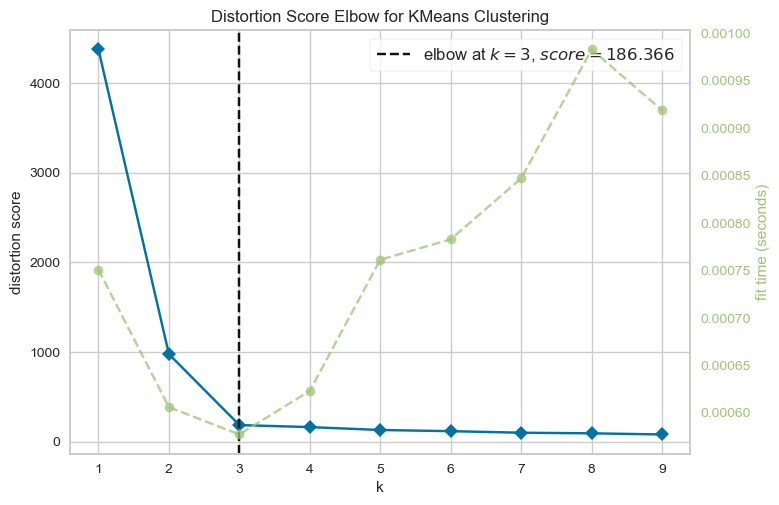 Distortion Score Elbow for KMeans Clustering
elbow at k = 3, score = 186.366
distortion score
4000
3000
2000
1000
0
1 2 3 4 5 6 7 8 9
k
0.00100
0.00095
0.00090
0.00085
0.00080
0.00075
0.00070
0.00065
0.00060
fit time (seconds)